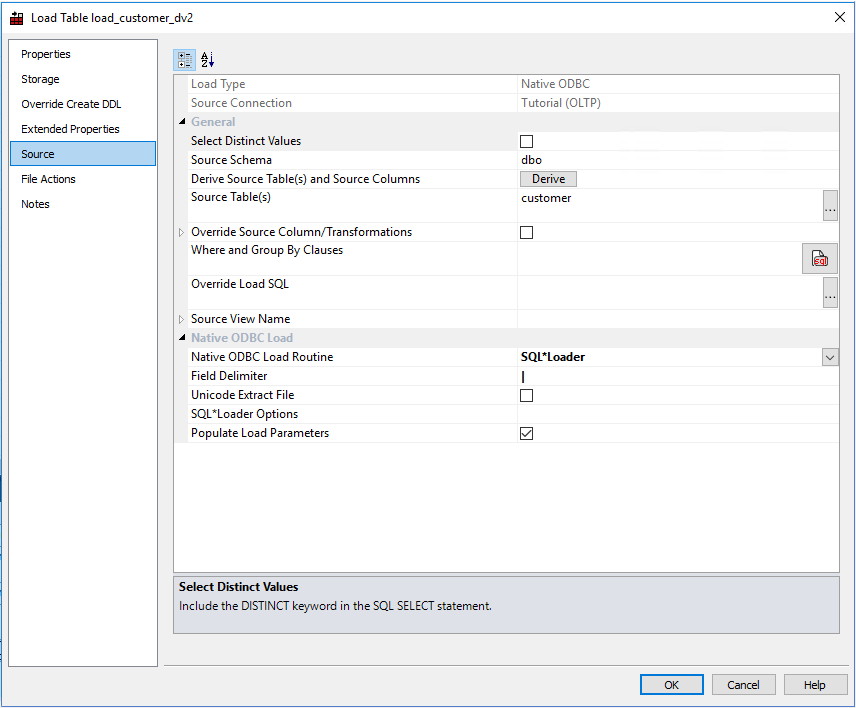 Load Table load_customer_dv2
Properties
Storage
Override Create DDL
Extended Properties
Source
File Actions
Notes
A
Z
Load Type Native ODBC
Source Connection Tutorial (OLTP)
General
Select Distinct Values
Source Schema dbo
Derive Source Table(s) and Source Columns Derive
Source Table(s) customer
...
Override Source Column/Transformations
Where and Group By Clauses
SQL
Override Load SQL
...
Source View Name
Native ODBC Load
Native ODBC Load Routine SQL*Loader
Field Delimiter |
Unicode Extract File
SQL*Loader Options
Populate Load Parameters
Select Distinct Values
Include the DISTINCT keyword in the SQL SELECT statement.
OK Cancel Help